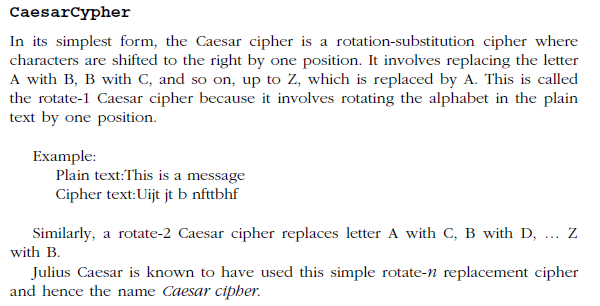 CaesarCypher
In its simplest form, the Caesar cipher is a rotation-substitution cipher where
characters are shifted to the right by one position. It involves replacing the letter
A with B, B with C, and so on, up to Z, which is replaced by A. This is called
the rotate-1 Caesar cipher because it involves rotating the alphabet in the plain
text by one position.
Example:
Plain text:This is a message
Cipher text:Uijt jt b nfttbhf
Similarly, a rotate-2 Caesar cipher replaces letter A with C, B with D, … Z
with B.
Julius Caesar is known to have used this simple rotate-n replacement cipher
and hence the name Caesar cipher.